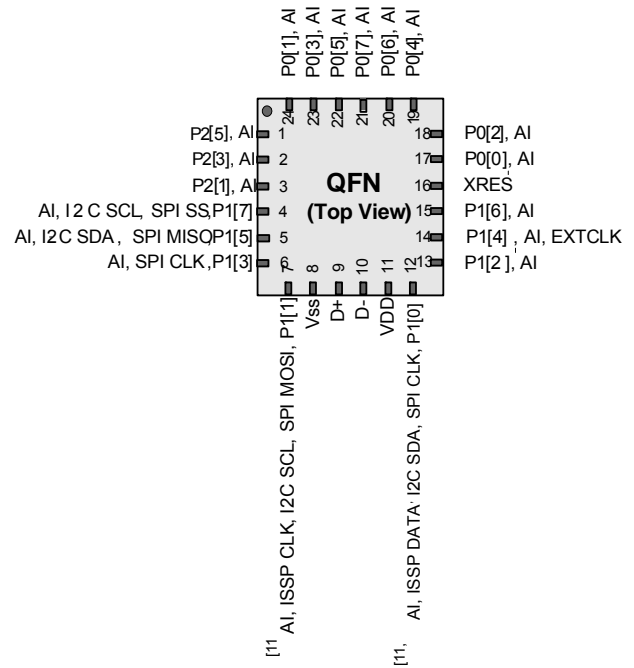 P0[1], AI
P0[3], AI
P0[5], AI
P0[7], AI
P0[6], AI
P0[4], AI
24
23
22
21
20
19
P2[5], AI
1
P2[3], AI
2
P2[1], AI
3
AI, I2C SCL, SPI SS,P1[7]
4
AI, I2C SDA, SPI MISO,P1[5]
5
AI, SPI CLK,P1[3]
6
QFN
(Top View)
18
P0[2], AI
17
P0[0], AI
16
XRES
15
P1[6], AI
14
P1[4] , AI, EXTCLK
13
P1[2], AI
7
8
9
10
11
12
[11 AI, ISSP CLK, I2C SCL, SPI MOSI, P1[1]
Vss
D+
D-
VDD
[11, AI, ISSP DATA, I2C SDA, SPI CLK, P1[0]